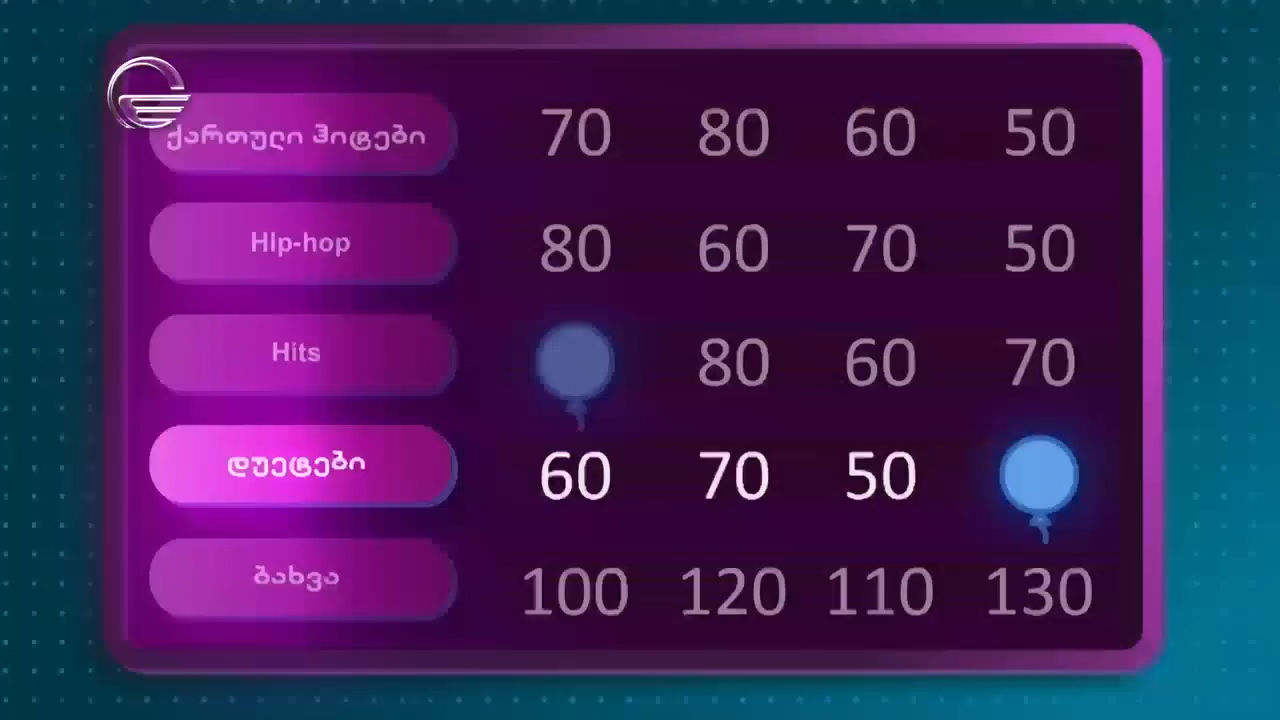 ქართული ჰიტები 70 80 60 50
Hip-hop 80 60 70 50
Hits 80 60 70
დუეტები 60 70 50
ბახვა 100 120 110 130